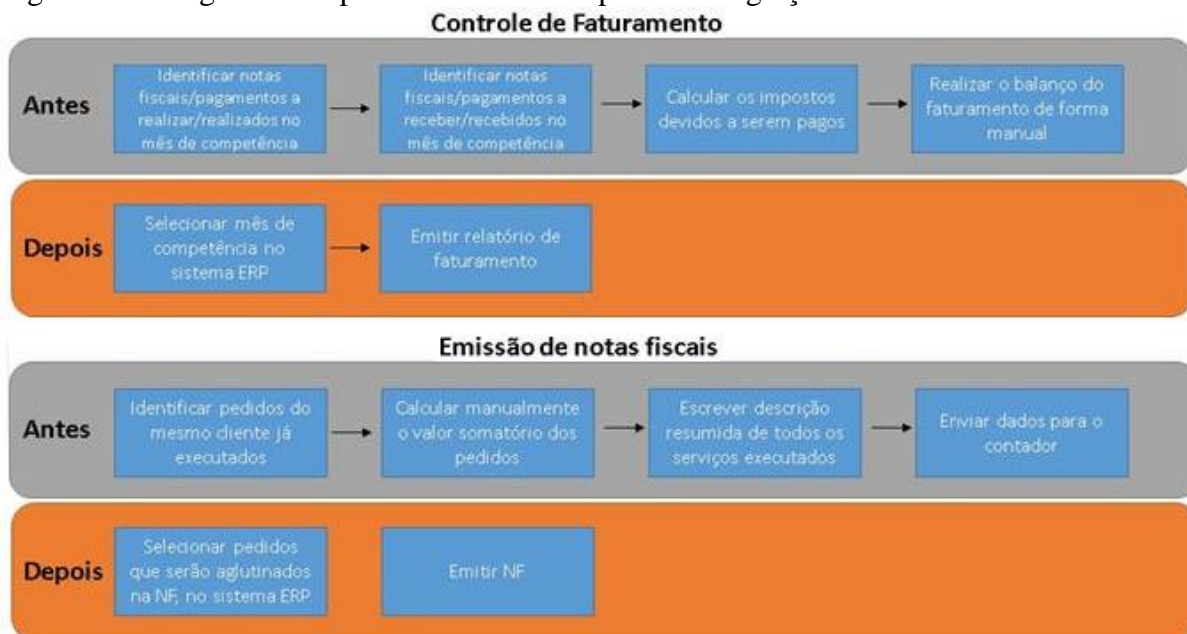 Controle de Faturamento
Antes
Identificar notas
fiscais/pagamentos a
realizar/realizados no
mês de competência
Identificar notas
fiscais/pagamentos a
receber/recebidos no
mês de competência
Calcular os impostos
devidos a serem pagos
Realizar o balanço do
faturamento de forma
manual
Depois
Selecionar mês de
competência no
sistema ERP
Emitir relatório de
faturamento
Emissão de notas fiscais
Antes
Identificar pedidos do
mesmo cliente já
executados
Calcular manualmente
o valor somatório dos
pedidos
Escrever descrição
resumida de todos os
serviços executados
Enviar dados para o
contador
Depois
Selecionar pedidos
que serão aglutinados
na NF, no sistema ERP
Emitir NF